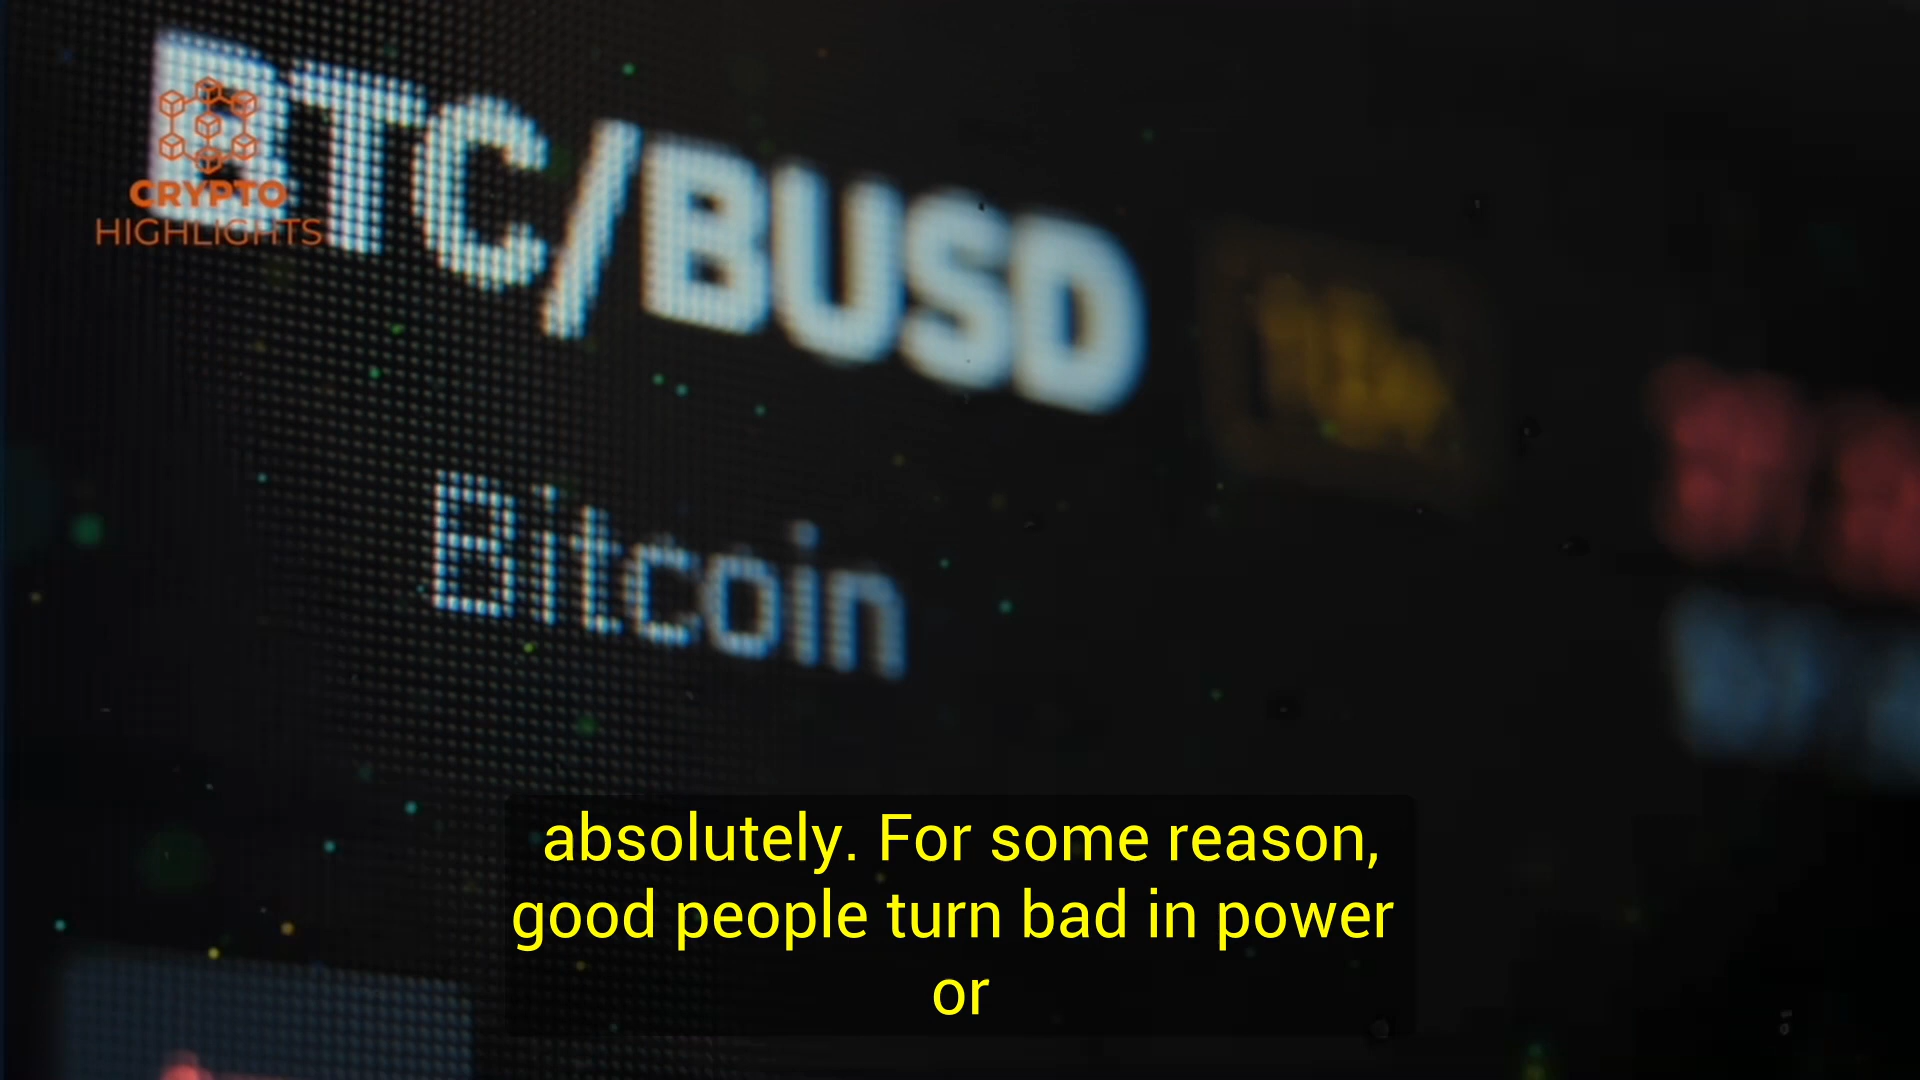 BTC/BUSD
CRYPTO
HIGHLIGHTS
Bitcoin
absolutely. For some reason,
good people turn bad in power
or